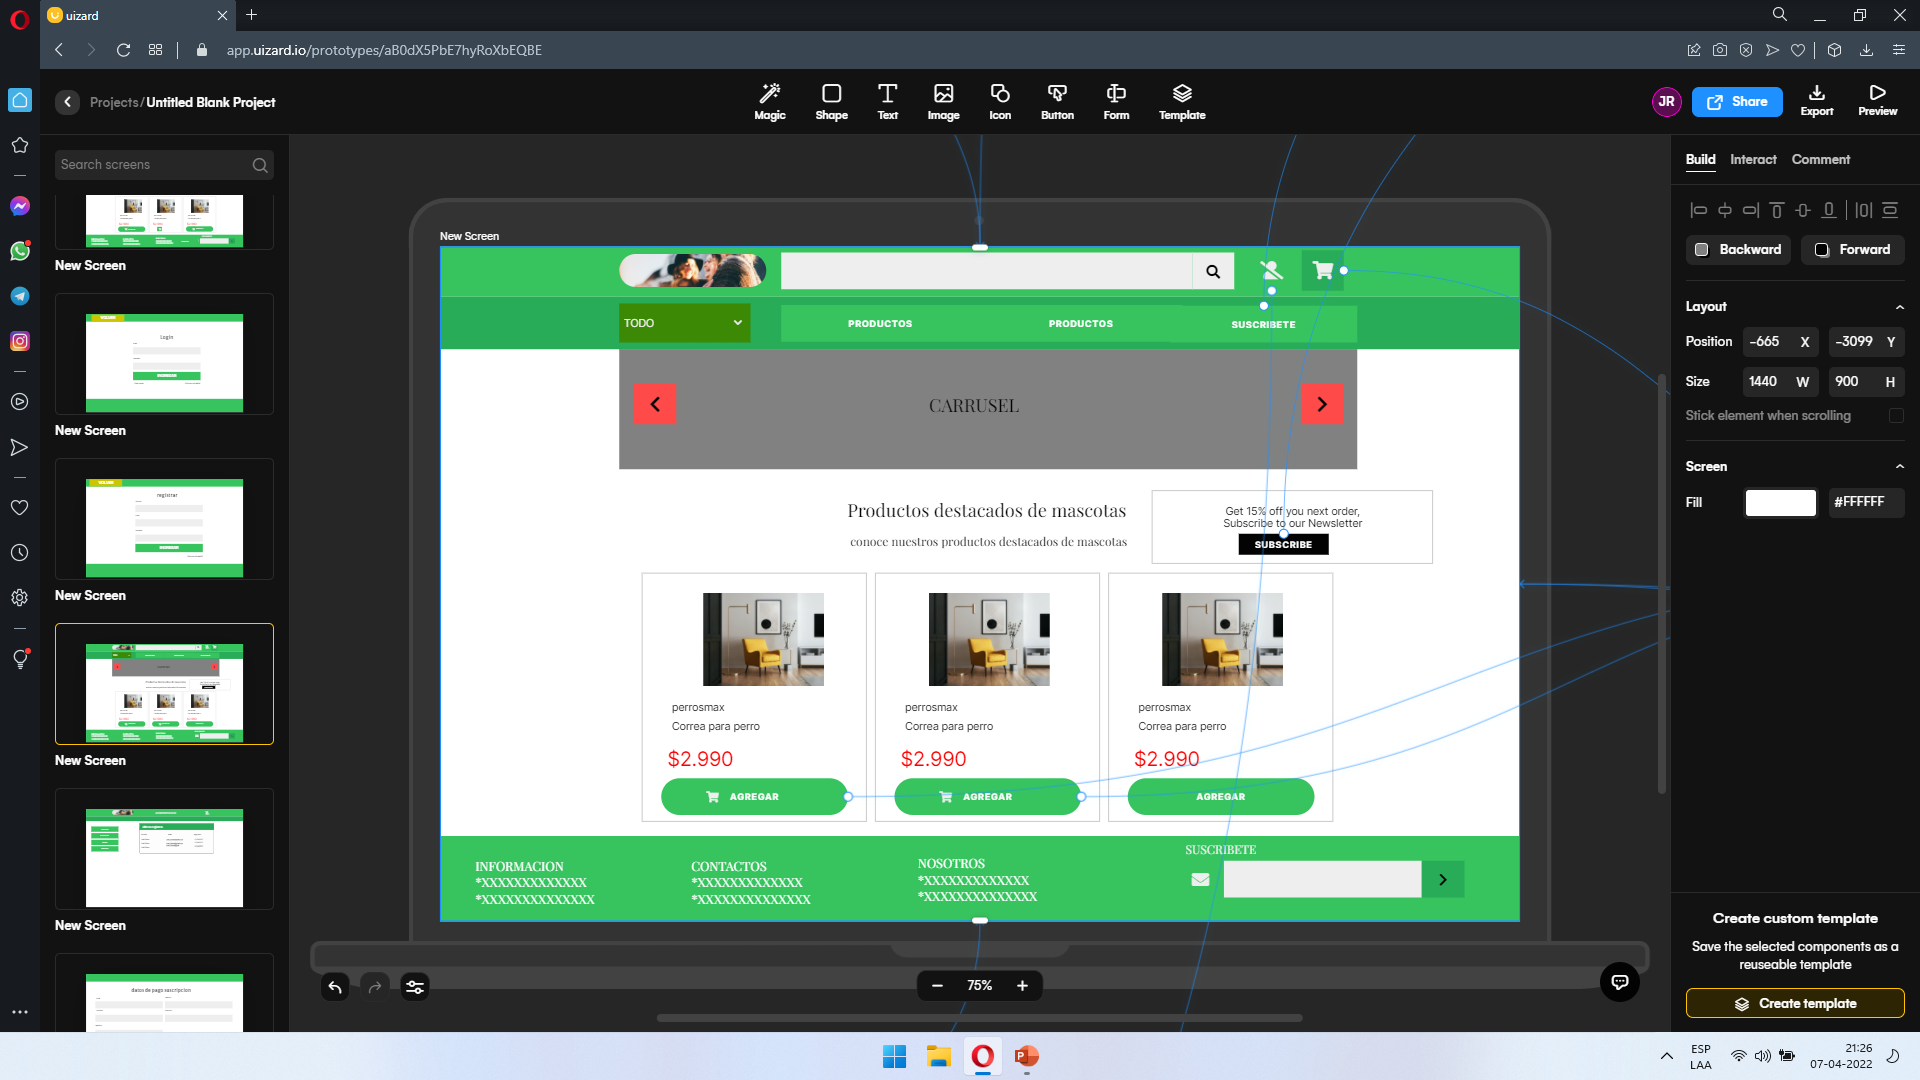 uizard
app.uizard.io/prototypes/aB0dX5PbE7hyRoXbEQBE
Projects/Untitled Blank Project
Magic
Shape
Text
Image
Icon
Button
Form
Template
JR
Share
Export
Preview
Search screens
New Screen
Login
New Screen
registrar
New Screen
New Screen
New Screen
datos de pago suscripcion
New Screen
TODO
PRODUCTOS
PRODUCTOS
SUSCRIBETE
CARRUSEL
Productos destacados de mascotas
conoce nuestros productos destacados de mascotas
Get 15% off you next order,
Subscribe to our Newsletter
SUBSCRIBE
perrosmax
Correa para perro
$2.990
AGREGAR
perrosmax
Correa para perro
$2.990
AGREGAR
perrosmax
Correa para perro
$2.990
AGREGAR
INFORMACION
*XXXXXXXXXXXXX
*XXXXXXXXXXXXXX
CONTACTOS
*XXXXXXXXXXXXX
*XXXXXXXXXXXXXX
NOSOTROS
*XXXXXXXXXXXXX
*XXXXXXXXXXXXXX
SUSCRIBETE
75%
Build
Interact
Comment
Backward
Forward
Layout
Position
-665 X
-3099 Y
Size
1440 W
900 H
Stick element when scrolling
Screen
Fill
#FFFFFF
Create custom template
Save the selected components as a
reuseable template
Create template
ESP
LAA
21:26
07-04-2022